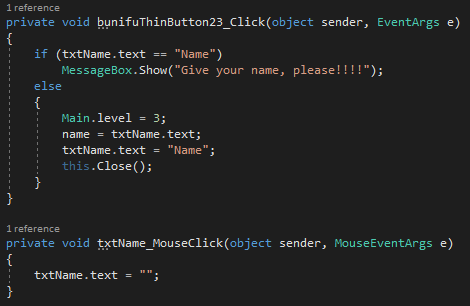 1 reference
private void bunifuThinButton23_Click(object sender, EventArgs e)
{
    if (txtName.text == "Name")
        MessageBox.Show("Give your name, please!!!!");
    else
    {
        Main.level = 3;
        name = txtName.text;
        txtName.text = "Name";
        this.Close();
    }
}
1 reference
private void txtName_MouseClick(object sender, MouseEventArgs e)
{
    txtName.text = "";
}